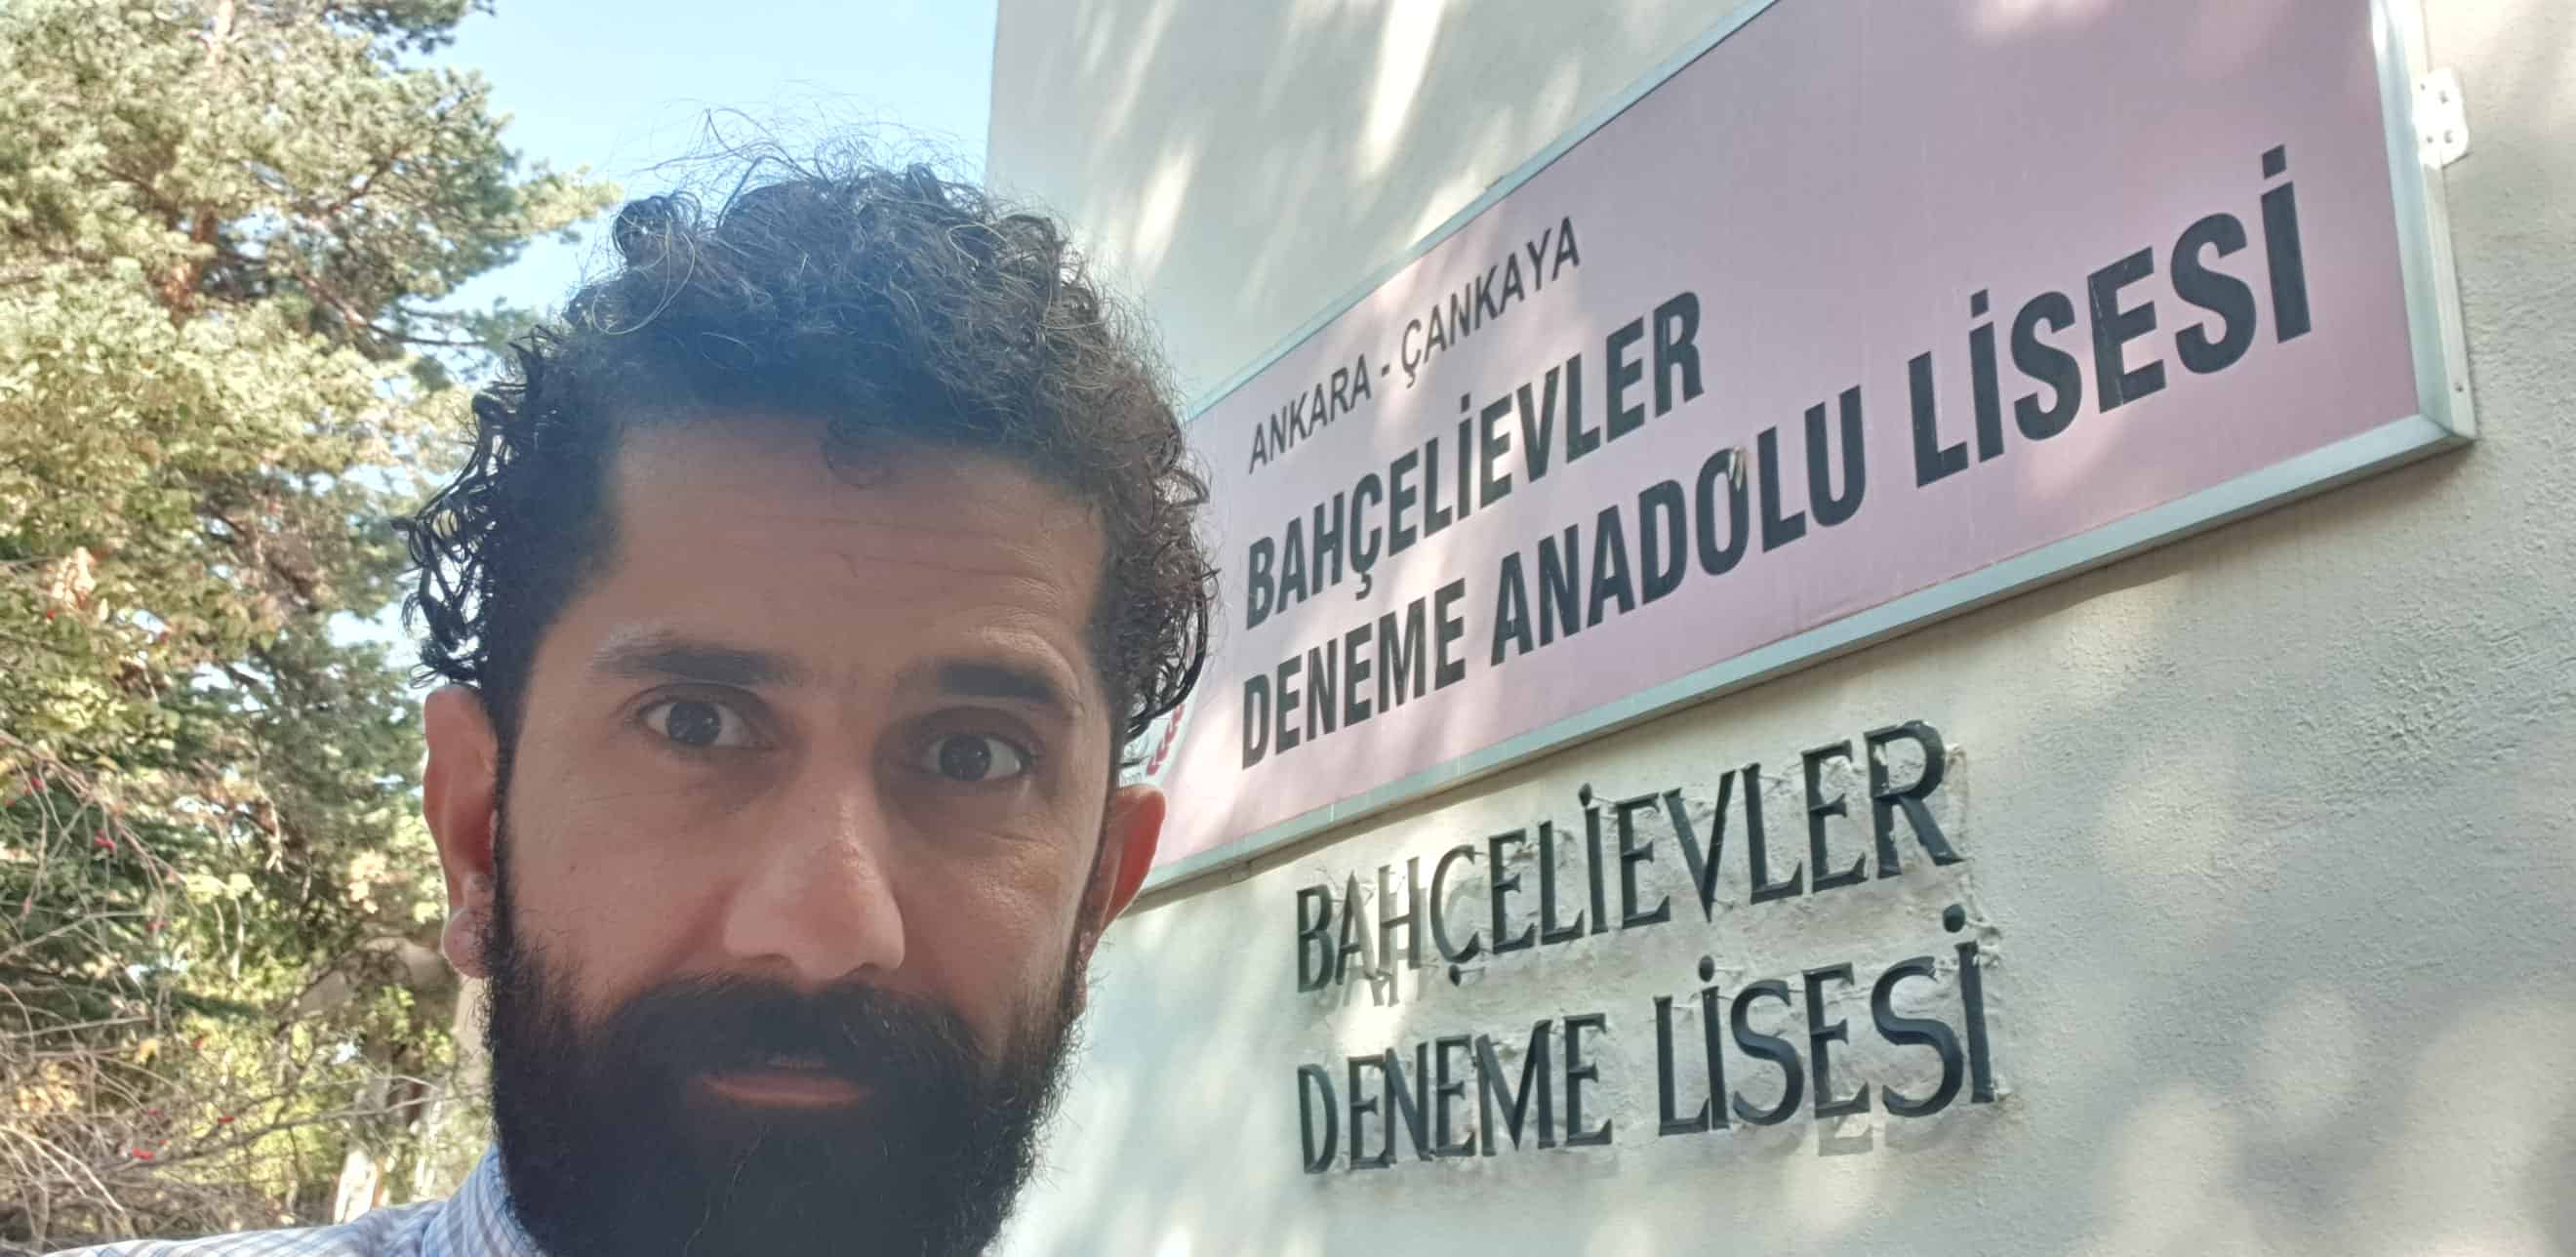 ANKARA - ÇANKAYA
BAHÇELİEVLER
DENEME ANADOLU LİSESİ
BAHÇELİEVLER
DENEME LİSESİ